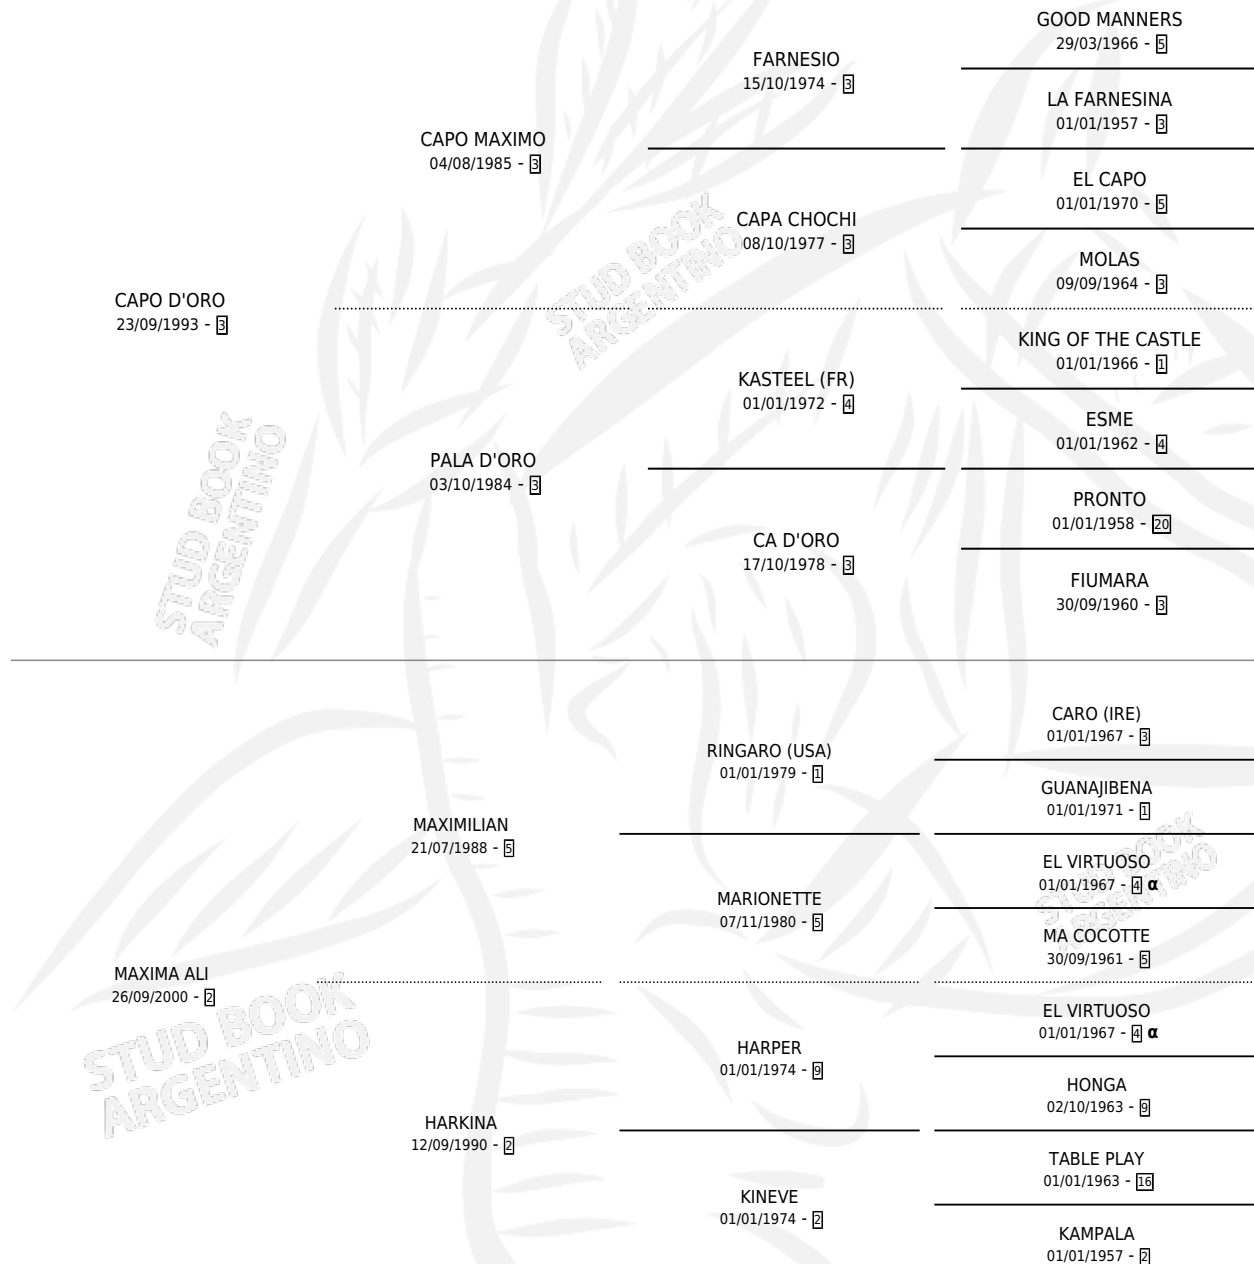 GOOD MANNERS
29/03/1966 - 5
FARNESIO
15/10/1974 - 3
LA FARNESINA
01/01/1957 - 3
CAPO MAXIMO
04/08/1985 - 3
EL CAPO
01/01/1970 - 5
CAPA CHOCHI
08/10/1977 - 3
MOLAS
09/09/1964 - 3
CAPO D'ORO
23/09/1993 - 3
KING OF THE CASTLE
01/01/1966 - 1
KASTEEL (FR)
01/01/1972 - 4
ESME
01/01/1962 - 4
PALA D'ORO
03/10/1984 - 3
PRONTO
01/01/1958 - 20
CA D'ORO
17/10/1978 - 3
FIUMARA
30/09/1960 - 3
CARO (IRE)
01/01/1967 - 3
RINGARO (USA)
01/01/1979 - 1
GUANAJIBENA
01/01/1971 - 1
MAXIMILIAN
21/07/1988 - 5
EL VIRTUOSO
01/01/1967 - 4 α
MARIONETTE
07/11/1980 - 5
MA COCOTTE
30/09/1961 - 5
MAXIMA ALI
26/09/2000 - 2
EL VIRTUOSO
01/01/1967 - 4 α
HARPER
01/01/1974 - 9
HONGA
02/10/1963 - 9
HARKINA
12/09/1990 - 2
TABLE PLAY
01/01/1963 - 16
KINEVE
01/01/1974 - 2
KAMPALA
01/01/1957 - 2
STUD BOOK
ARGENTINO
STUD BOOK
ARGENTINO
STUD BOOK
ARGENTINO
STUD BOOK
ARGENTINO